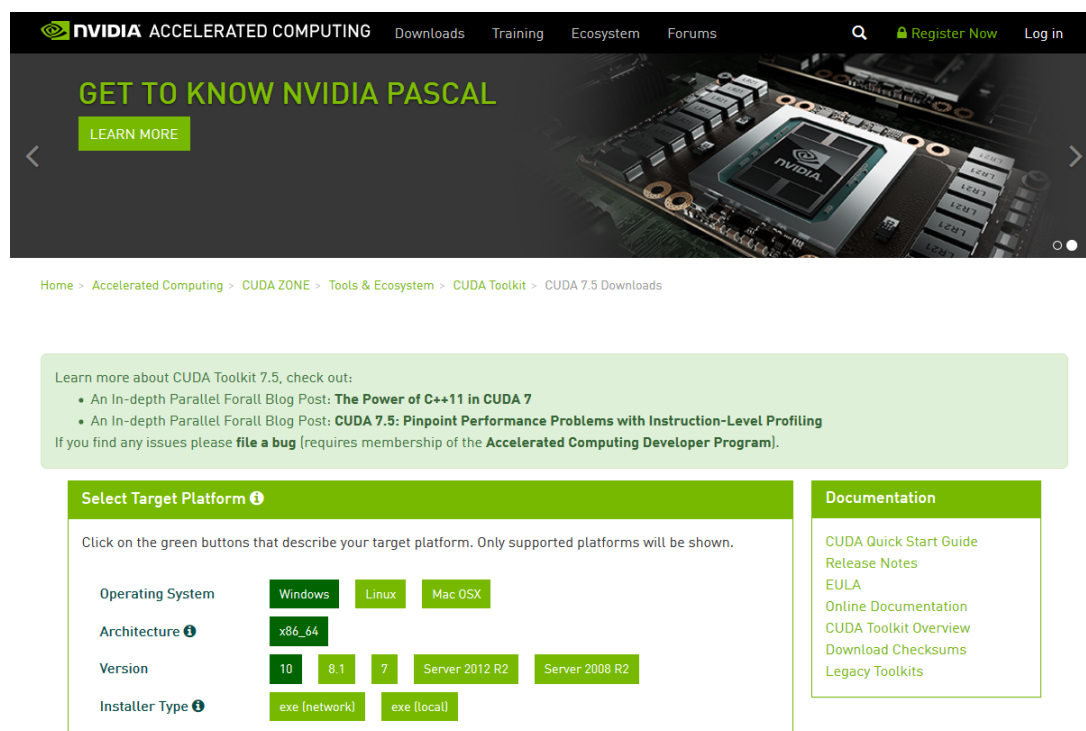 NVIDIA ACCELERATED COMPUTING Downloads Training Ecosystem Forums Register Now Log in
GET TO KNOW NVIDIA PASCAL
LEARN MORE
NVIDIA.
LR21
LR21
LR21
LR21
LR21
Home > Accelerated Computing > CUDA ZONE > Tools & Ecosystem > CUDA Toolkit > CUDA 7.5 Downloads
Learn more about CUDA Toolkit 7.5, check out:
• An In-depth Parallel Forall Blog Post: The Power of C++11 in CUDA 7
• An In-depth Parallel Forall Blog Post: CUDA 7.5: Pinpoint Performance Problems with Instruction-Level Profiling
If you find any issues please file a bug (requires membership of the Accelerated Computing Developer Program).
Select Target Platform
Click on the green buttons that describe your target platform. Only supported platforms will be shown.
Operating System Windows Linux Mac OSX
Architecture x86_64
Version 10 8.1 7 Server 2012 R2 Server 2008 R2
Installer Type exe (network) exe (local)
Documentation
CUDA Quick Start Guide
Release Notes
EULA
Online Documentation
CUDA Toolkit Overview
Download Checksums
Legacy Toolkits